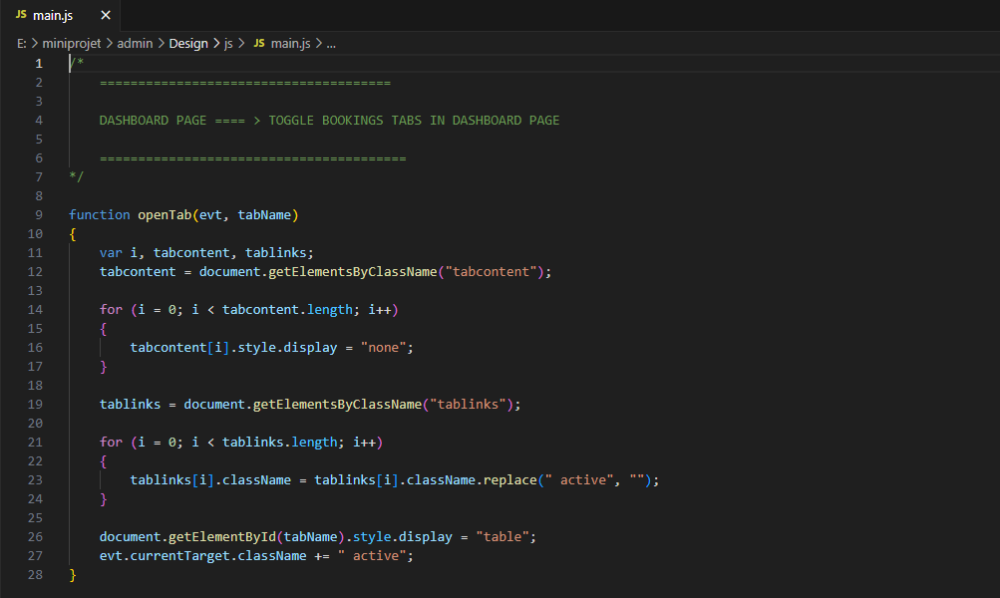 JS main.js ×
E: > miniprojet > admin > Design > js > JS main.js > ...
1 /*
2 ======================================
3
4 DASHBOARD PAGE ==== > TOGGLE BOOKINGS TABS IN DASHBOARD PAGE
5
6 ========================================
7 */
8
9 function openTab(evt, tabName)
10 {
11 var i, tabcontent, tablinks;
12 tabcontent = document.getElementsByClassName("tabcontent");
13
14 for (i = 0; i < tabcontent.length; i++)
15 {
16 tabcontent[i].style.display = "none";
17 }
18
19 tablinks = document.getElementsByClassName("tablinks");
20
21 for (i = 0; i < tablinks.length; i++)
22 {
23 tablinks[i].className = tablinks[i].className.replace(" active", "");
24 }
25
26 document.getElementById(tabName).style.display = "table";
27 evt.currentTarget.className += " active";
28 }